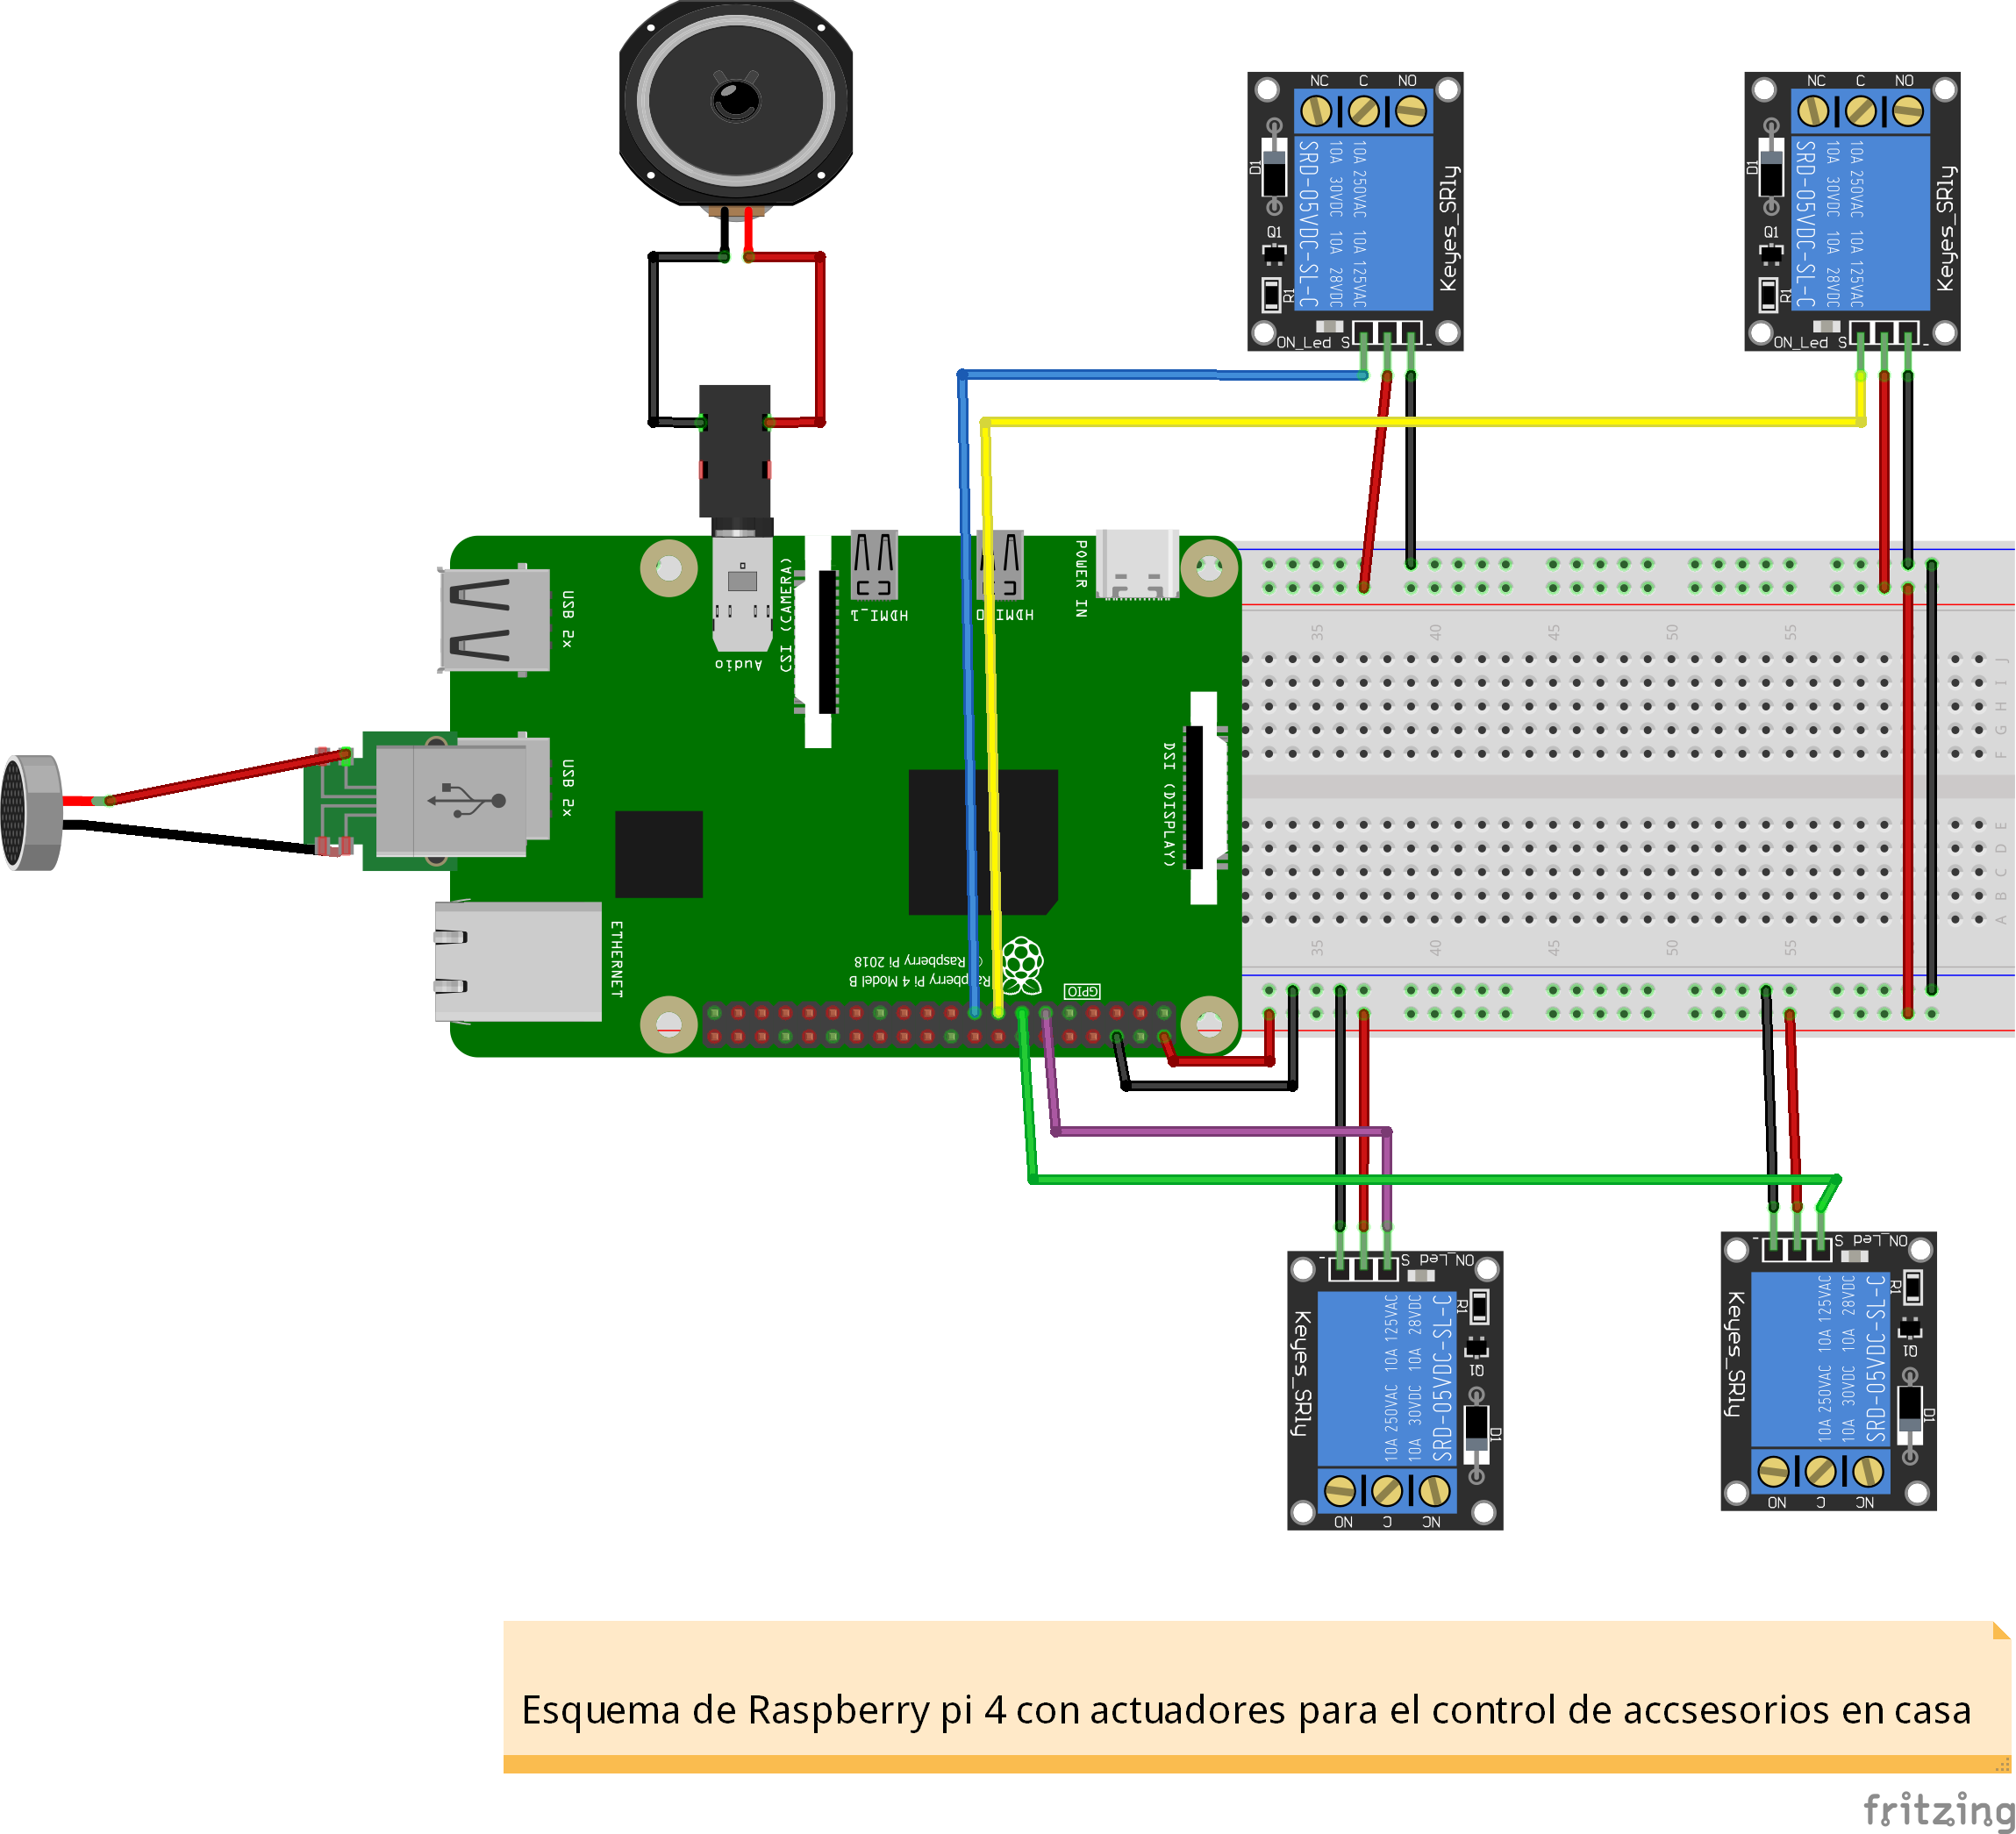 NC C NO
D1
Q1
R1
SRD-05VDC-SL-C
10A 30VDC 10A 28VDC
10A 250VAC 10A 125VAC
Keyes_SRly
ON_Led S -
NC C NO
D1
Q1
R1
SRD-05VDC-SL-C
10A 30VDC 10A 28VDC
10A 250VAC 10A 125VAC
Keyes_SRly
ON_Led S -
USB 2x
Audio
CSI (CAMERA)
HDMI_1
HDMI_0
POWER IN
USB 2x
ETHERNET
DSI (DISPLAY)
Raspberry Pi 4 Model B
Raspberry Pi 2018
GPIO
35 40 45 50 55
J
I
H
G
F
E
D
C
B
A
35 40 45 50 55
- S ON_Led
Keyes_SRly
10A 250VAC 10A 125VAC
10A 30VDC 10A 28VDC
SRD-05VDC-SL-C
R1
Q1
D1
NO C NC
- S ON_Led
Keyes_SRly
10A 250VAC 10A 125VAC
10A 30VDC 10A 28VDC
SRD-05VDC-SL-C
R1
Q1
D1
NO C NC
Esquema de Raspberry pi 4 con actuadores para el control de accsesorios en casa
fritzing